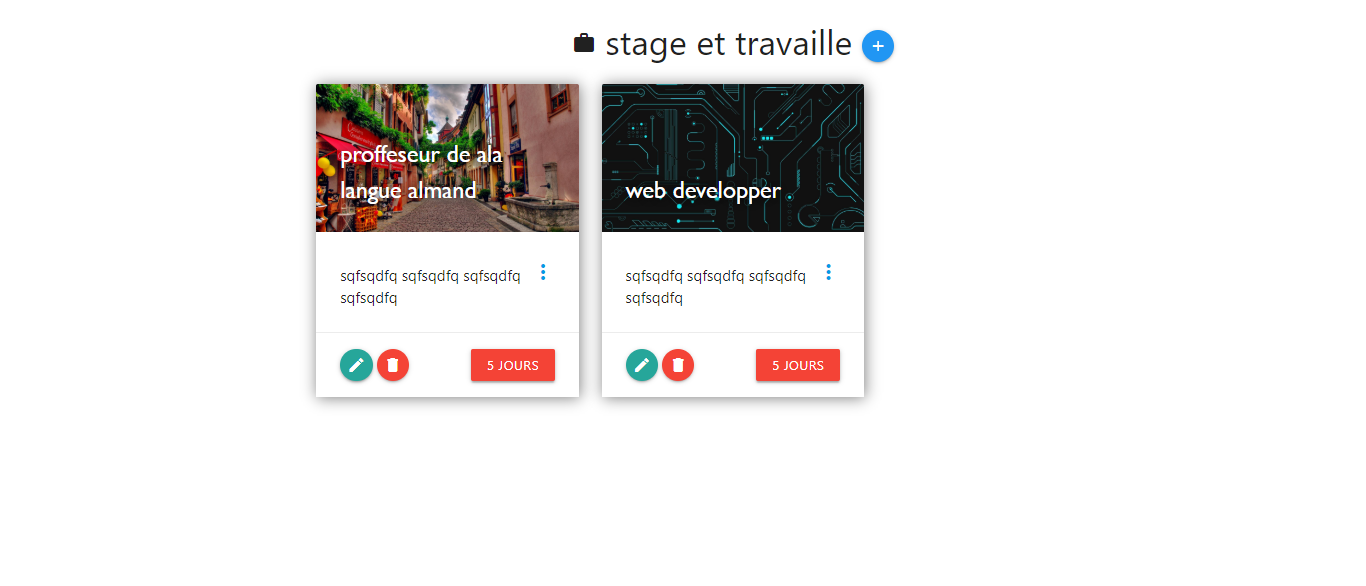 stage et travaille
proffeseur de ala
langue almand
web developper
sqfsqdfq sqfsqdfq sqfsqdfq
sqfsqdfq
sqfsqdfq sqfsqdfq sqfsqdfq
sqfsqdfq
5 JOURS
5 JOURS